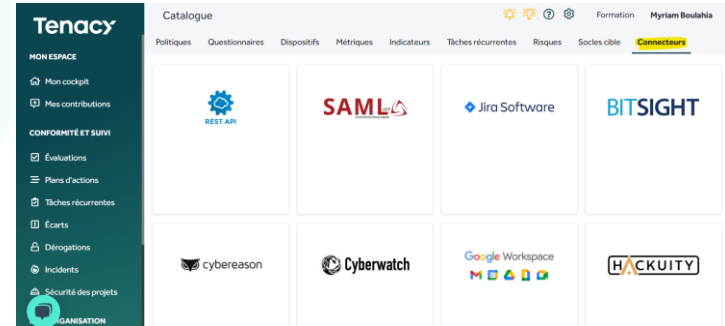 Tenacy
Catalogue
Formation
Myriam Boulahia
Politiques
Questionnaires
Dispositifs
Métriques
Indicateurs
Tâches récurrentes
Risques
Socles cible
Connecteurs
MON ESPACE
Mon cockpit
Mes contributions
CONFORMITÉ ET SUIVI
Évaluations
Plans d'actions
Tâches récurrentes
Écarts
Dérogations
Incidents
Sécurité des projets
GANISATION
REST API
SAML
Jira Software
BITSIGHT
cybereason
Cyberwatch
Google Workspace
HACKUITY